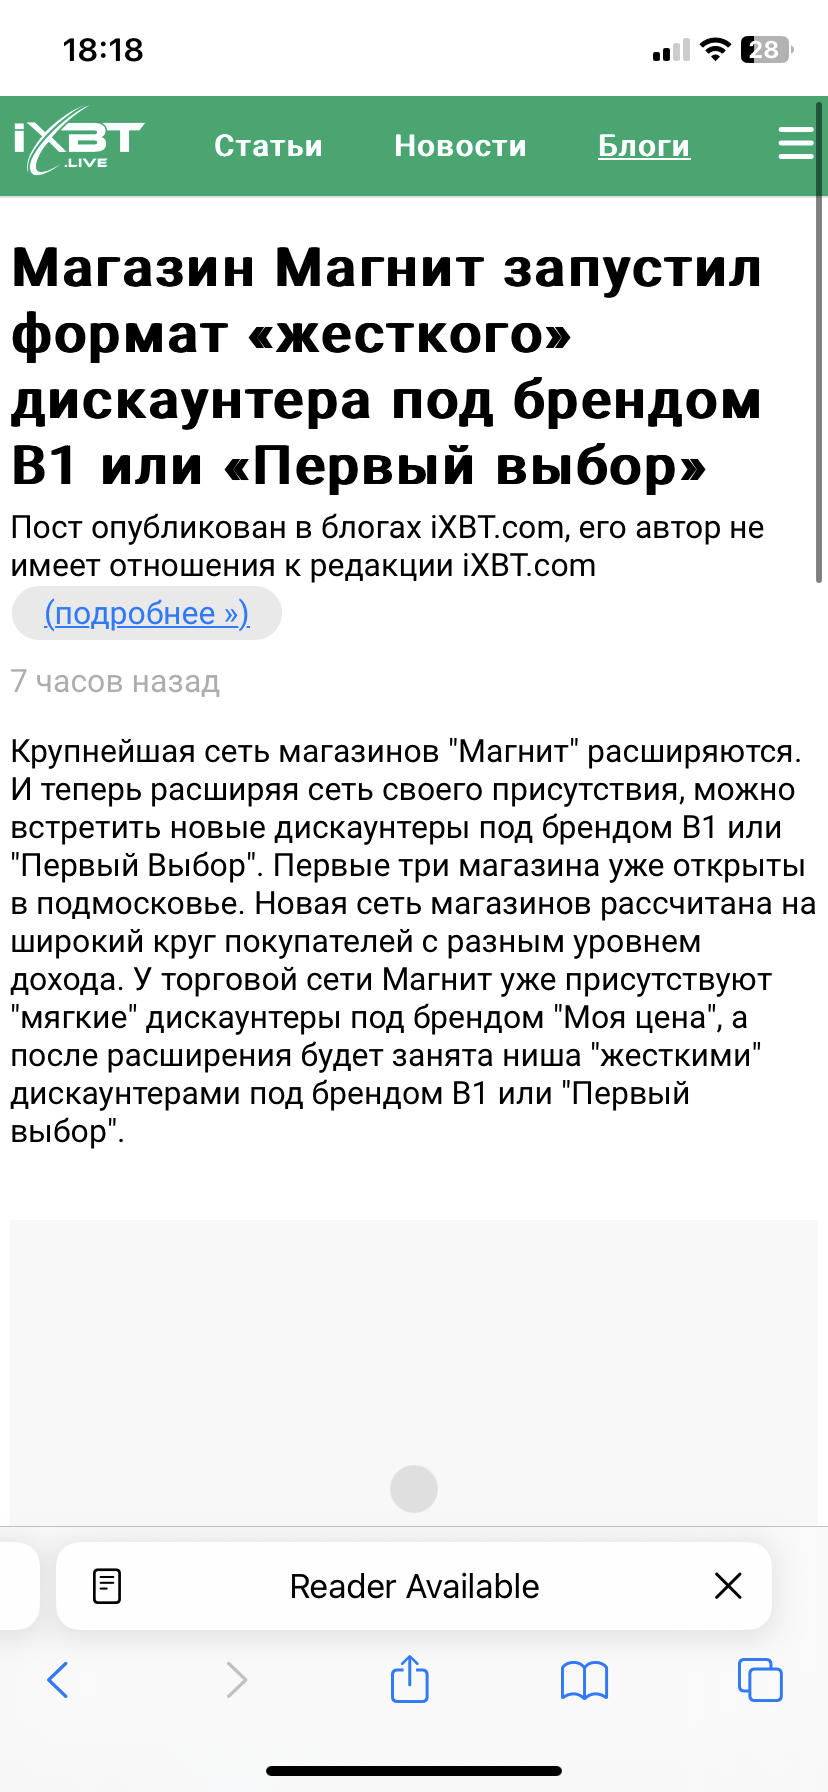 18:18
28
iXBT
.LIVE
Статьи Новости Блоги
Магазин Магнит запустил
формат «жесткого»
дискаунтера под брендом
B1 или «Первый выбор»
Пост опубликован в блогах iXBT.com, его автор не
имеет отношения к редакции iXBT.com
(подробнее »)
7 часов назад
Крупнейшая сеть магазинов "Магнит" расширяются.
И теперь расширяя сеть своего присутствия, можно
встретить новые дискаунтеры под брендом B1 или
"Первый Выбор". Первые три магазина уже открыты
в подмосковье. Новая сеть магазинов рассчитана на
широкий круг покупателей с разным уровнем
дохода. У торговой сети Магнит уже присутствуют
"мягкие" дискаунтеры под брендом "Моя цена", а
после расширения будет занята ниша "жесткими"
дискаунтерами под брендом B1 или "Первый
выбор".
Reader Available